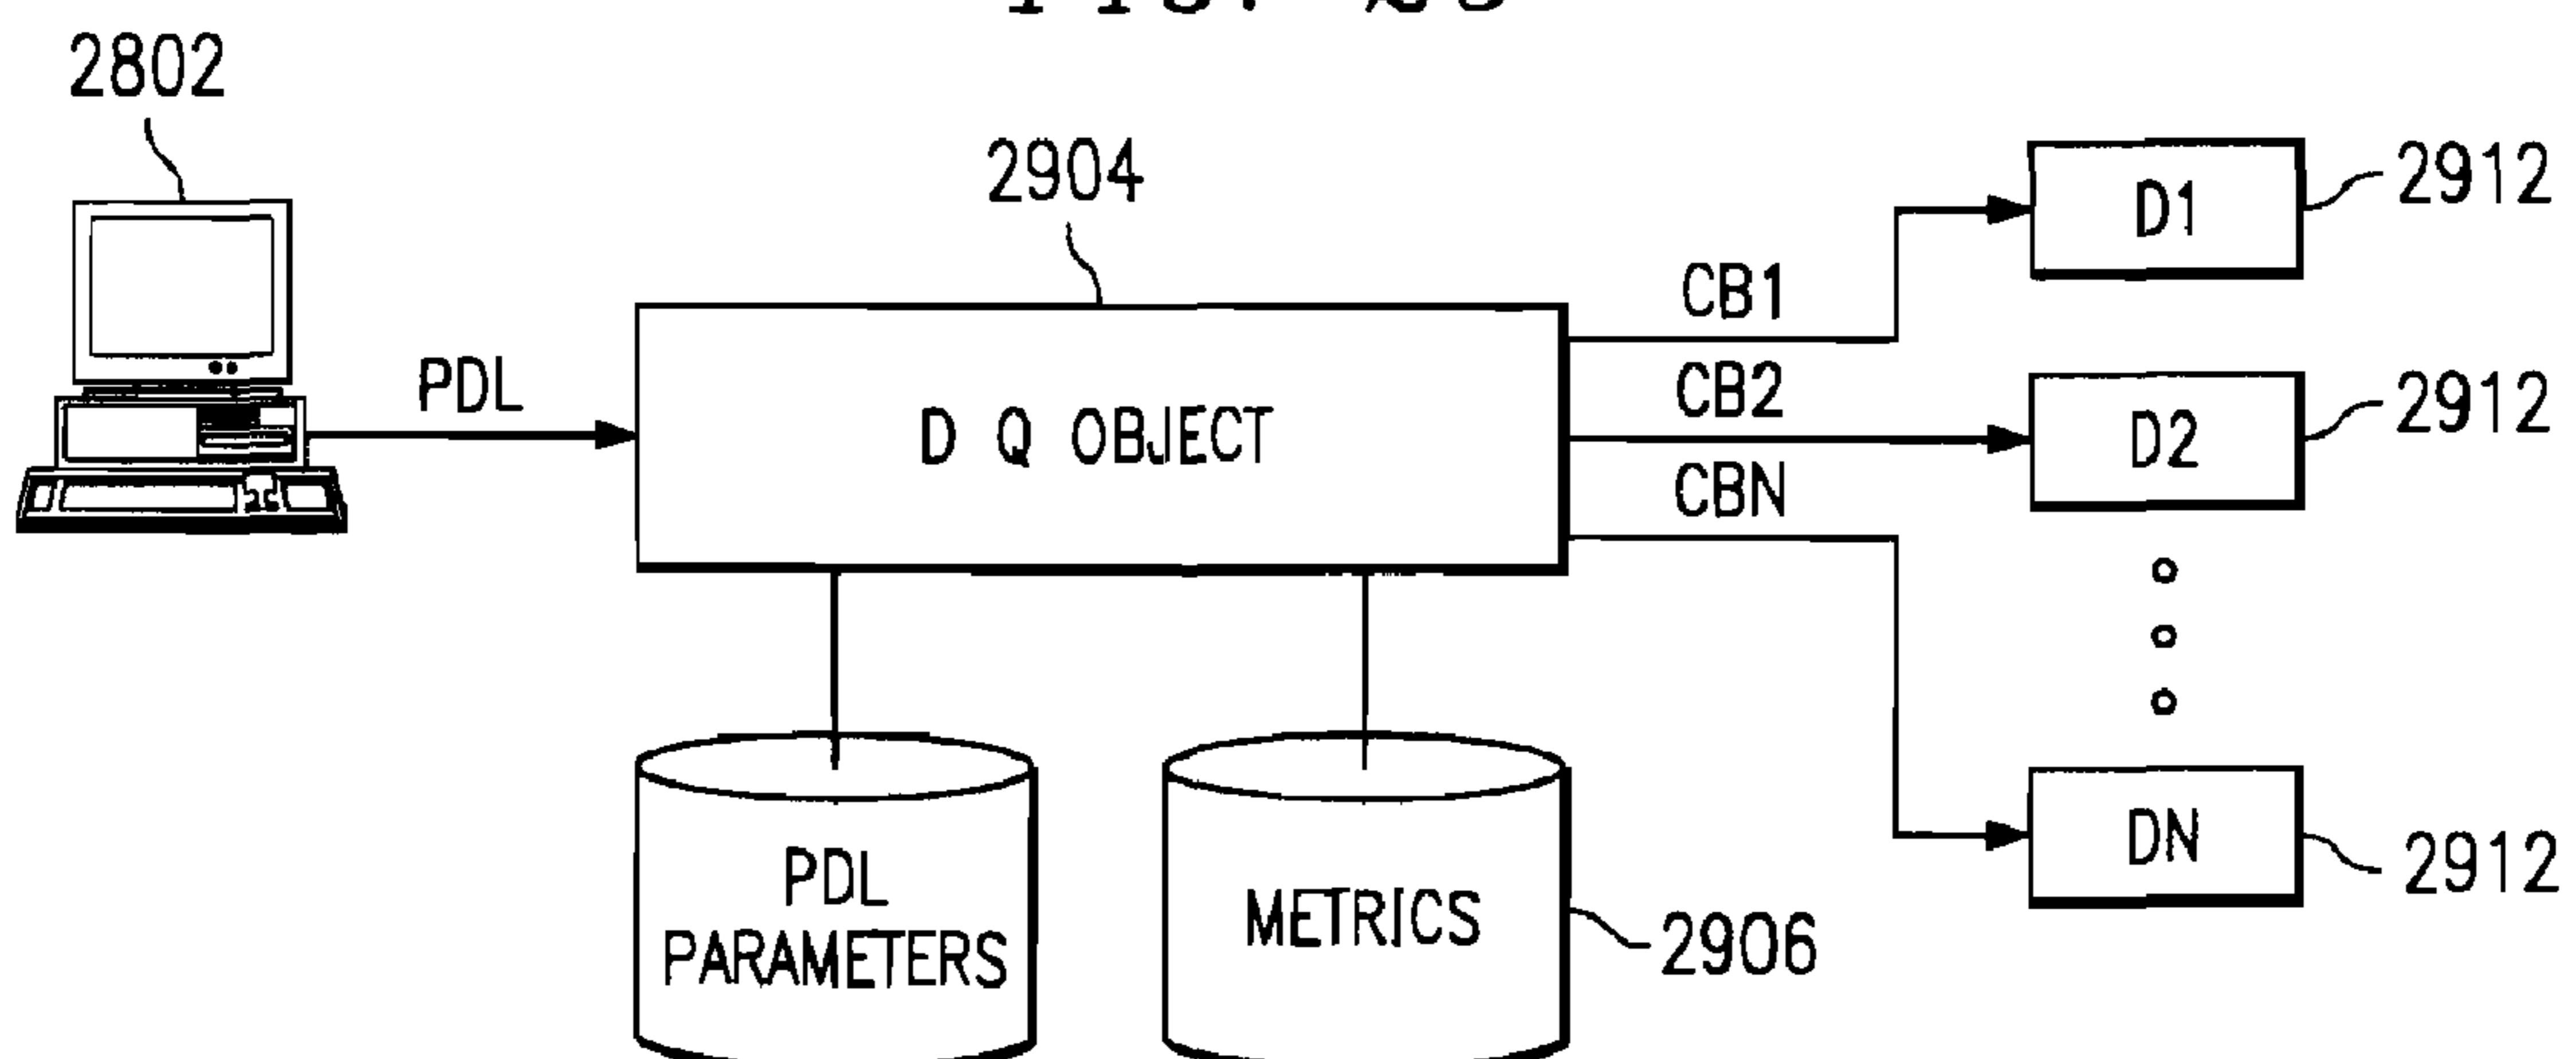 2802
2904
D1
2912
CB1
PDL
D Q OBJECT
CB2
D2
2912
CBN
PDL
PARAMETERS
METRICS
2906
DN
2912